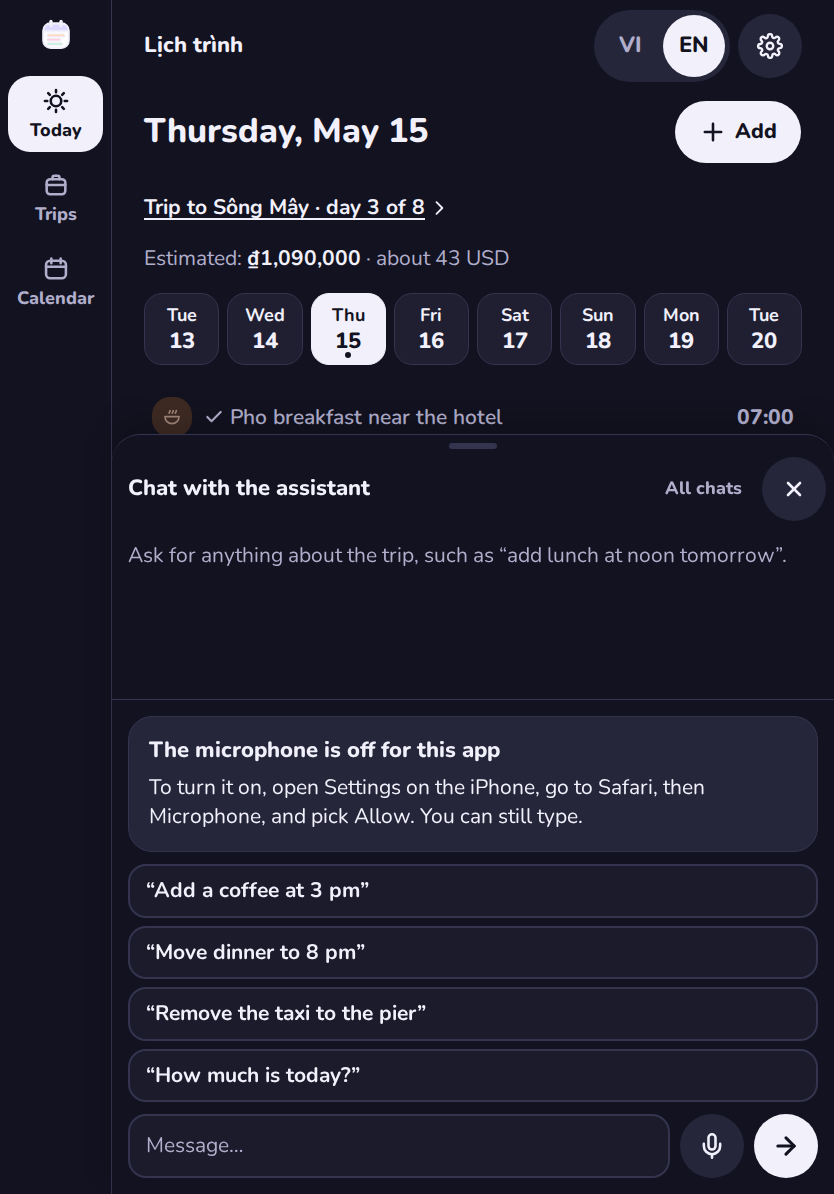 Lịch trình
VI
EN
Today
Trips
Calendar
Thursday, May 15
Add
Trip to Sông Mây · day 3 of 8
Estimated: ₫1,090,000 · about 43 USD
Tue
13
Wed
14
Thu
15
Fri
16
Sat
17
Sun
18
Mon
19
Tue
20
Pho breakfast near the hotel
07:00
Chat with the assistant
All chats
Ask for anything about the trip, such as “add lunch at noon tomorrow”.
The microphone is off for this app
To turn it on, open Settings on the iPhone, go to Safari, then
Microphone, and pick Allow. You can still type.
“Add a coffee at 3 pm”
“Move dinner to 8 pm”
“Remove the taxi to the pier”
“How much is today?”
Message...